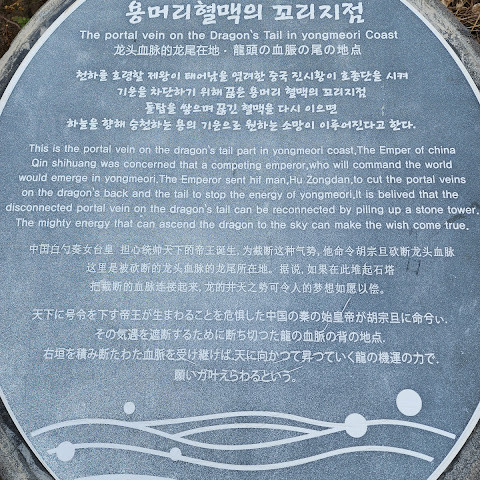 용머리혈맥의 꼬리지점
The portal vein on the Dragon's Tail in yongmeori Coast
龙头血脉的龙尾在地 · 龍頭の血脈の尾の地点
천하를 호령할 제왕이 태어남을 염려한 중국 진시황이 호종단을 시켜
기운을 차단하기 위해 끊은 용머리 혈맥의 꼬리지점
돌탑을 쌓으며 끊긴 혈맥을 다시 이으면
하늘을 향해 승천하는 용의 기운으로 원하는 소망이 이루어진다고 한다.
This is the portal vein on the dragon's tail part in yongmeori coast,The Emper of china
Qin shihuang was concerned that a competing emperor,who will command the world
would emerge in yongmeori,The Emperor sent hit man,Hu Zongdan,to cut the portal veins
on the dragon's back and the tail to stop the energy of yongmeori,It is belived that the
disconnected portal vein on the dragon's tail can be reconnected by piling up a stone tower.
The mighty energy that can ascend the dragon to the sky can make the wish come true.
中国白勺奏女台皇 担心统帅天下的帝王诞生, 为截断这种气势, 他命令胡宗旦砍断龙头血脉
这里是被砍断的龙头血脉的龙尾所在地。据说, 如果在此堆起石塔
把截断的血脉连接起来, 龙的井天之势可令人的梦想如愿以偿。
天下に号令を下す帝王が生まわることを危惧した中国の秦の始皇帝が胡宗旦に命ぃ.
その気遇を遮断するために断ち切つた龍の血脈の背の地点.
右垣を積み断たわた血脈を受け継げば,天に向かつて昇つていく龍の機運の力で.
願いガ叶えらわるという。